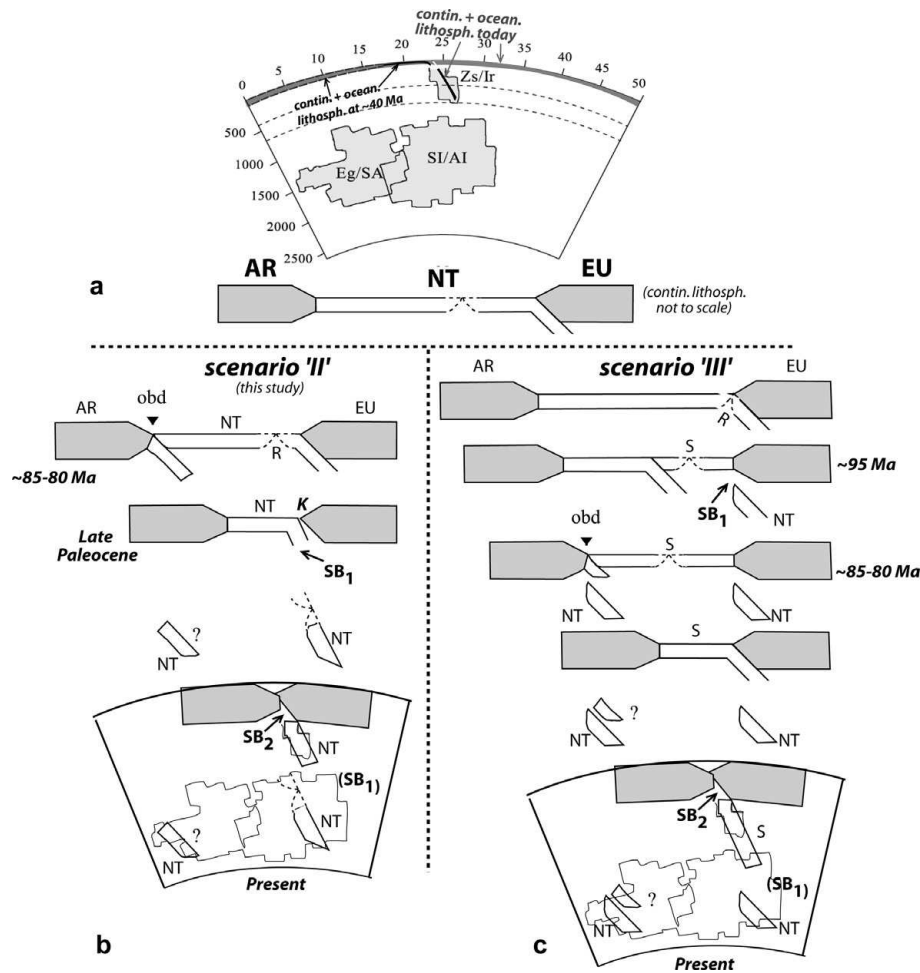 contin. + ocean.
lithosph. today
0
5
10
15
20
25
30
35
40
45
50
Zs/Ir
contin. + ocean.
lithosph. at ~40 Ma
500
1000
1500
2000
2500
Eg/SA
SI/AI
a
AR
NT
EU
(contin. lithosph.
not to scale)
scenario 'II'
(this study)
obd
AR
NT
EU
R
~85-80 Ma
NT
K
Late
Paleocene
SB1
?
NT
NT
SB2
NT
(SB1)
?
NT
NT
Present
b
scenario 'III'
AR
EU
R
S
~95 Ma
SB1
NT
obd
S
~85-80 Ma
NT
NT
S
?
NT
NT
SB2
S
(SB1)
?
NT
NT
Present
c